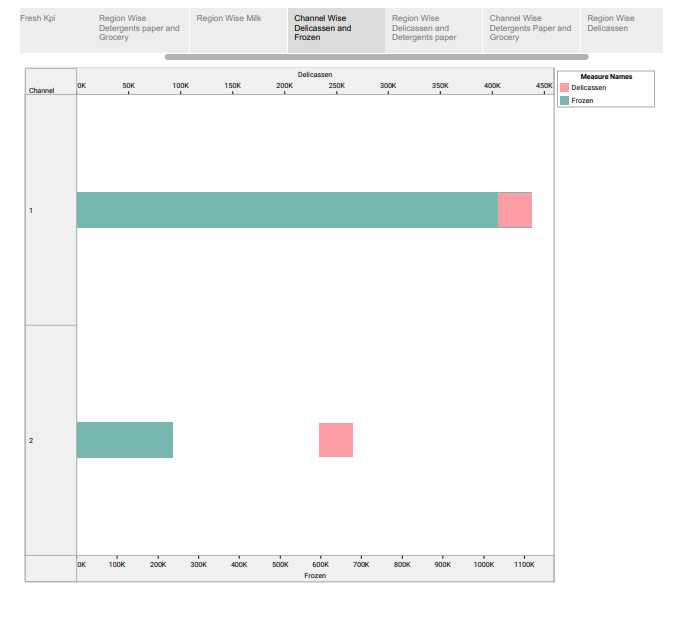 Fresh Kpi
Region Wise
Detergents paper and
Grocery
Region Wise Milk
Channel Wise
Delicassen and
Frozen
Region Wise
Delicassen and
Detergents paper
Channel Wise
Detergents Paper and
Grocery
Region Wise
Delicassen
Delicassen
Channel
0K 50K 100K 150K 200K 250K 300K 350K 400K 450K
Measure Names
Delicassen
Frozen
1
2
0K 100K 200K 300K 400K 500K 600K 700K 800K 900K 1000K 1100K
Frozen